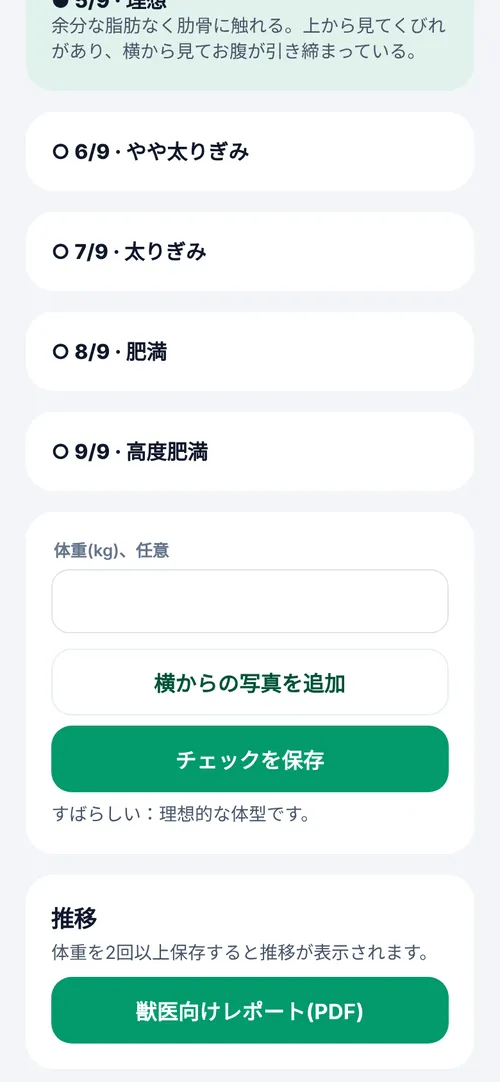 ● 5/9 · 理想
余分な脂肪なく肋骨に触れる。上から見てくびれ
があり、横から見てお腹が引き締まっている。
○ 6/9 · やや太りぎみ
○ 7/9 · 太りぎみ
○ 8/9 · 肥満
○ 9/9 · 高度肥満
体重(kg)、任意
横からの写真を追加
チェックを保存
すばらしい：理想的な体型です。
推移
体重を2回以上保存すると推移が表示されます。
獣医向けレポート(PDF)